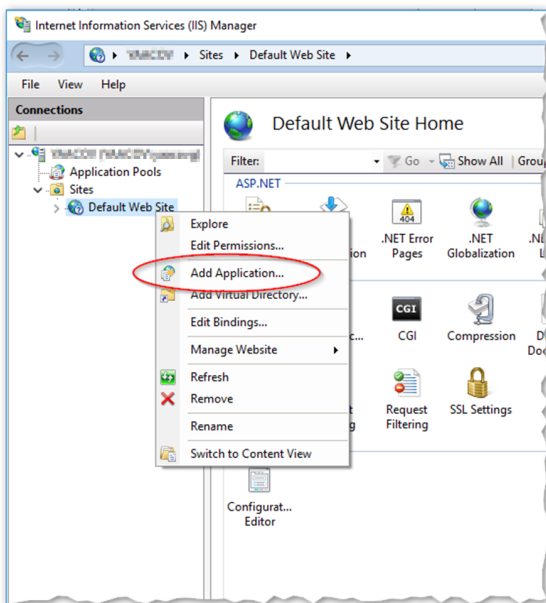 Internet Information Services (IIS) Manager
Sites Default Web Site
File View Help
Connections
Application Pools
Sites
Default Web Site
Default Web Site Home
Filter: Go Show All Group
ASP.NET
.NET Error Pages
.NET Globalization
Explore
Edit Permissions...
Add Application...
Add Virtual Directory...
Edit Bindings...
Manage Website
Refresh
Remove
Rename
Switch to Content View
404
CGI
CGI
Compression
Request Filtering
SSL Settings
Configurat...
Editor